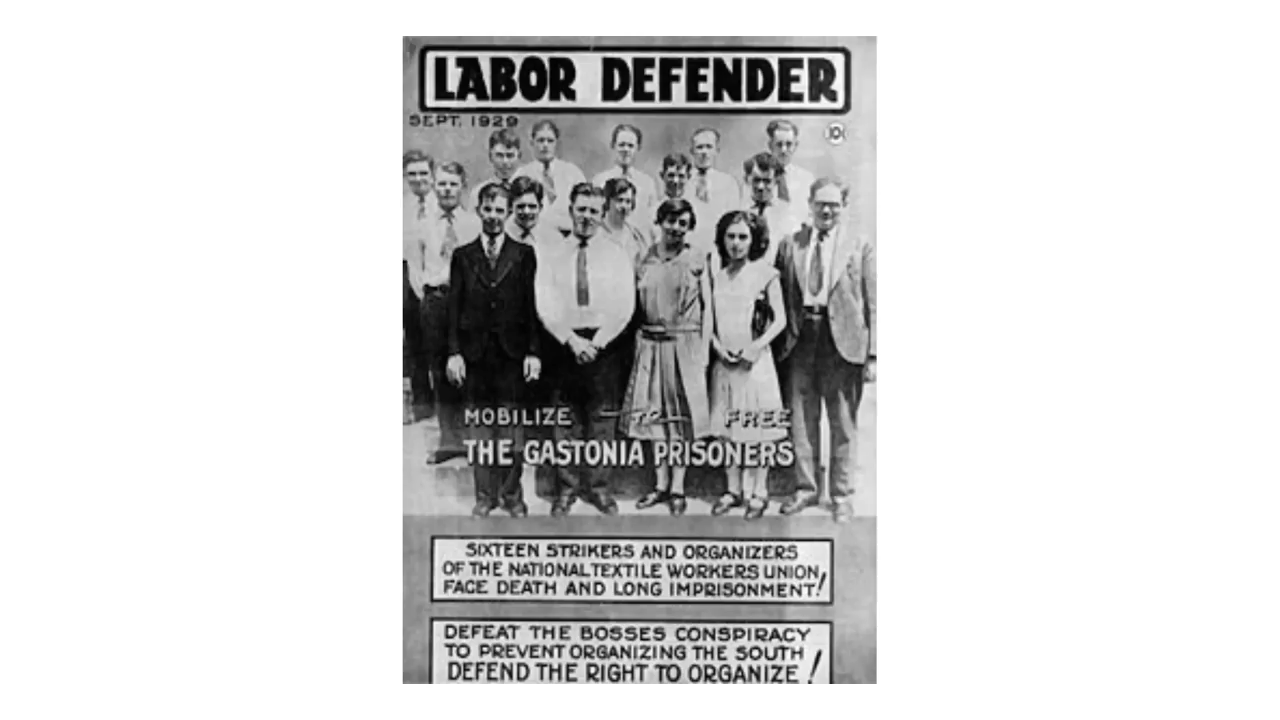 LABOR DEFENDER
SEPT. 1929
10¢
MOBILIZE TO FREE
THE GASTONIA PRISONERS
SIXTEEN STRIKERS AND ORGANIZERS
OF THE NATIONAL TEXTILE WORKERS UNION
FACE DEATH AND LONG IMPRISONMENT!
DEFEAT THE BOSSES CONSPIRACY
TO PREVENT ORGANIZING THE SOUTH
DEFEND THE RIGHT TO ORGANIZE!